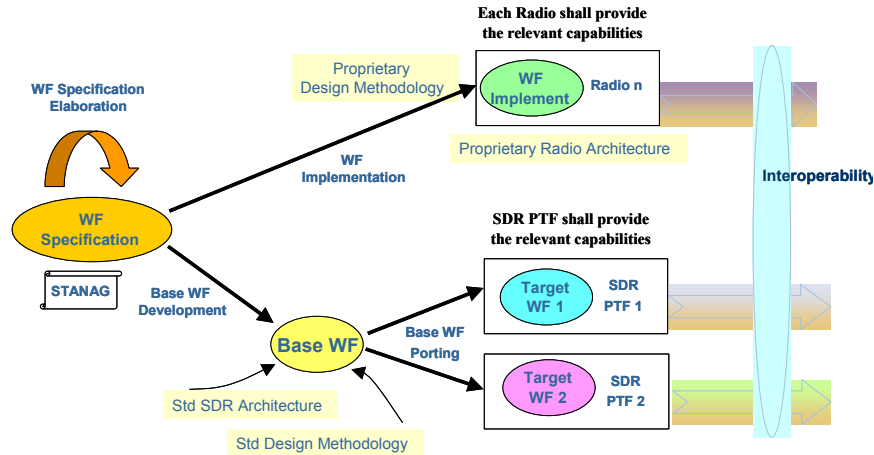 Each Radio shall provide
the relevant capabilities
Proprietary
Design Methodology
WF
Implement
Radio n
WF Specification
Elaboration
Proprietary Radio Architecture
WF
Implementation
Interoperability
WF
Specification
SDR PTF shall provide
the relevant capabilities
STANAG
Base WF
Development
Target
WF 1
SDR
PTF 1
Base WF
Base WF
Porting
Target
WF 2
SDR
PTF 2
Std SDR Architecture
Std Design Methodology